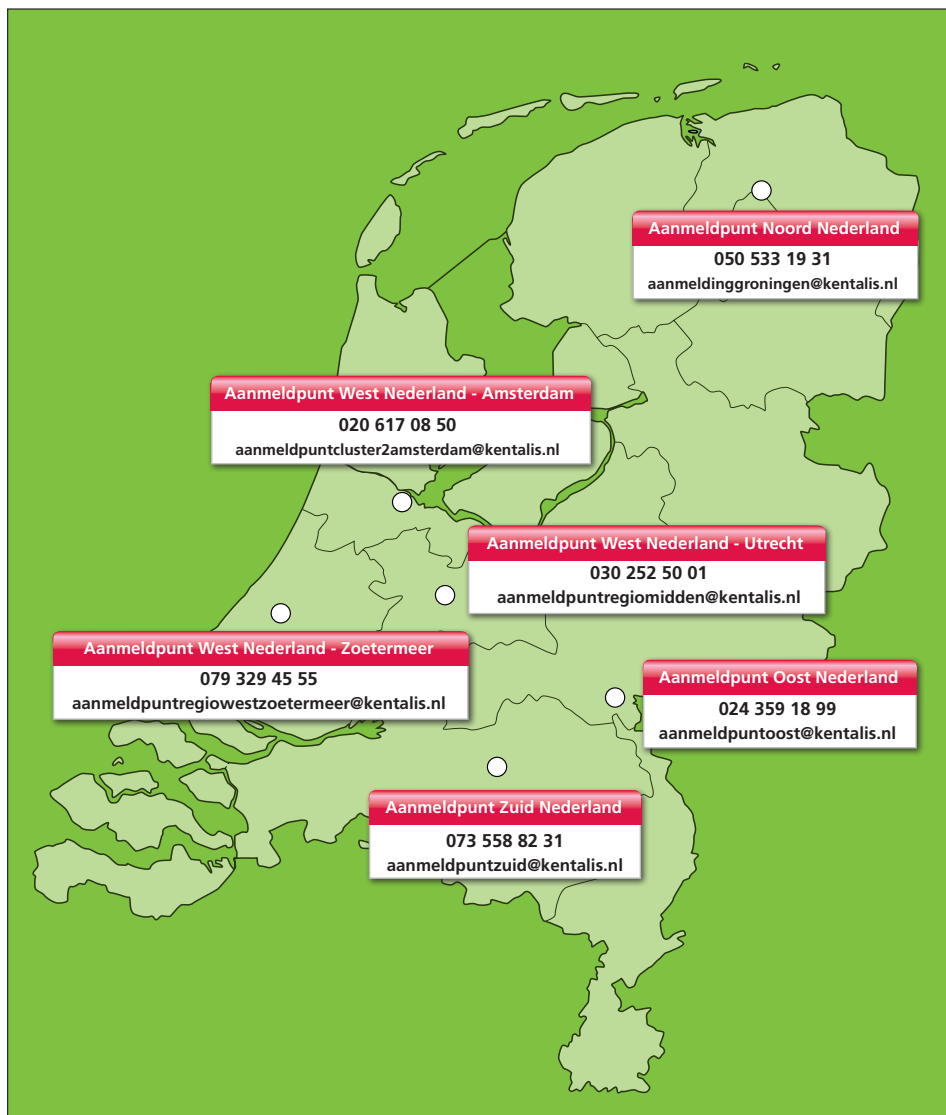 Aanmeldpunt Noord Nederland
050 533 19 31
aanmeldinggroningen@kentalis.nl
Aanmeldpunt West Nederland - Amsterdam
020 617 08 50
aanmeldpuntcluster2amsterdam@kentalis.nl
Aanmeldpunt West Nederland - Utrecht
030 252 50 01
aanmeldpuntregiomidden@kentalis.nl
Aanmeldpunt West Nederland - Zoetermeer
079 329 45 55
aanmeldpuntregiowestzoetermeer@kentalis.nl
Aanmeldpunt Oost Nederland
024 359 18 99
aanmeldpuntoost@kentalis.nl
Aanmeldpunt Zuid Nederland
073 558 82 31
aanmeldpuntzuid@kentalis.nl